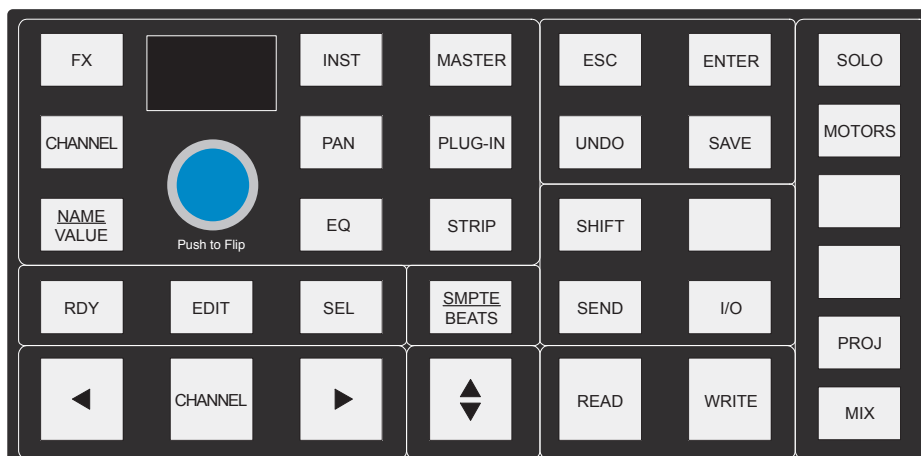 FX
INST
MASTER
ESC
ENTER
SOLO
CHANNEL
PAN
PLUG-IN
UNDO
SAVE
MOTORS
NAME
VALUE
Push to Flip
EQ
STRIP
SHIFT
RDY
EDIT
SEL
SMPTE
BEATS
SEND
I/O
PROJ
CHANNEL
READ
WRITE
MIX